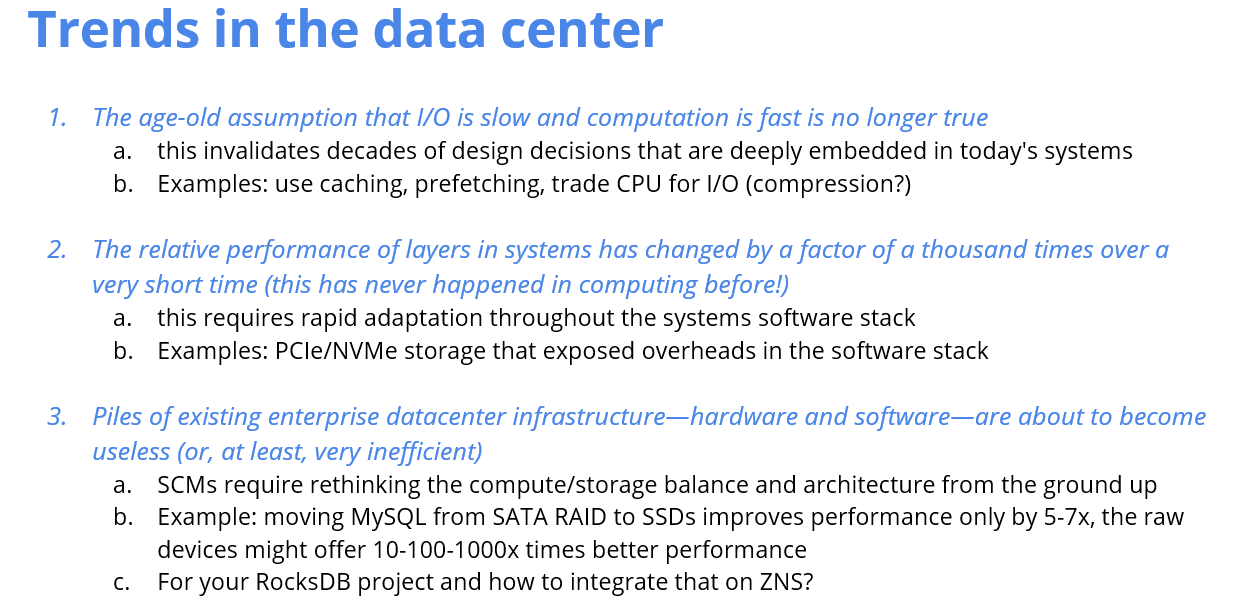 Trends in the data center
1. The age-old assumption that I/O is slow and computation is fast is no longer true
a. this invalidates decades of design decisions that are deeply embedded in today's systems
b. Examples: use caching, prefetching, trade CPU for I/O (compression?)
2. The relative performance of layers in systems has changed by a factor of a thousand times over a
very short time (this has never happened in computing before!)
a. this requires rapid adaptation throughout the systems software stack
b. Examples: PCIe/NVMe storage that exposed overheads in the software stack
3. Piles of existing enterprise datacenter infrastructure—hardware and software—are about to become
useless (or, at least, very inefficient)
a. SCMs require rethinking the compute/storage balance and architecture from the ground up
b. Example: moving MySQL from SATA RAID to SSDs improves performance only by 5-7x, the raw
devices might offer 10-100-1000x times better performance
c. For your RocksDB project and how to integrate that on ZNS?